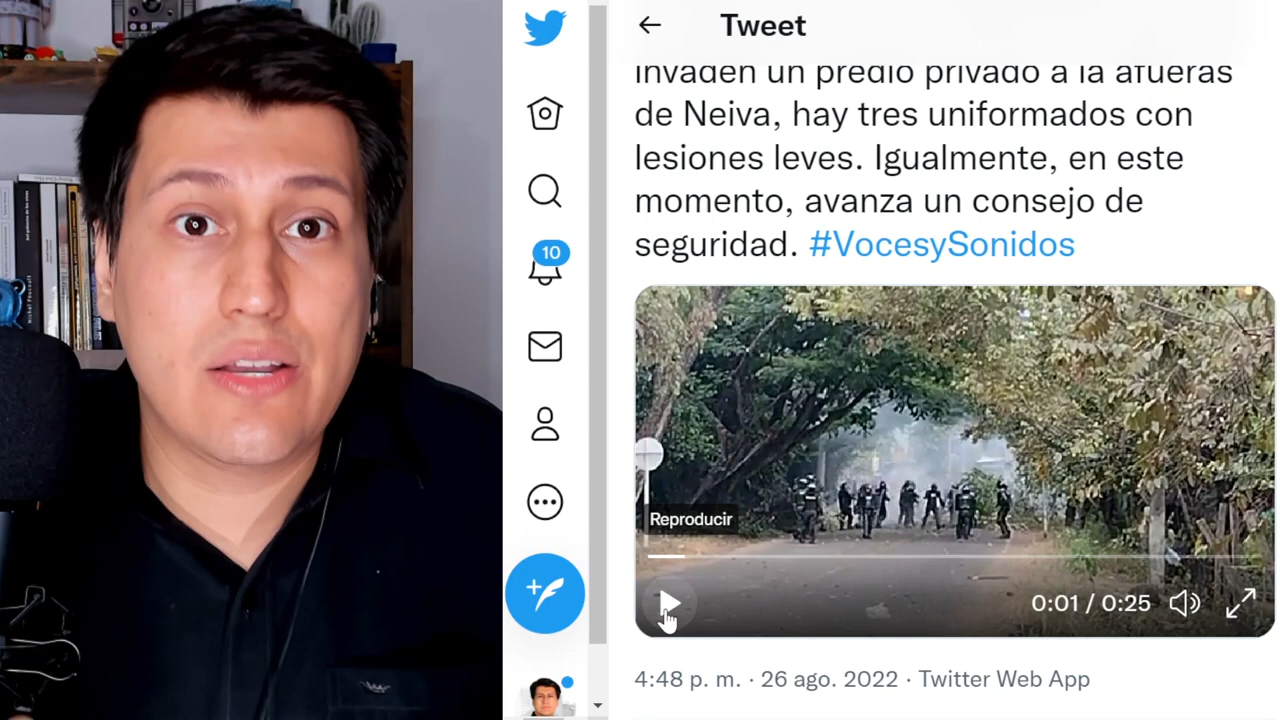 Tweet
invaden un predio privado a la afueras
de Neiva, hay tres uniformados con
lesiones leves. Igualmente, en este
momento, avanza un consejo de
seguridad. #VocesySonidos
10
Reproducir
0:01 / 0:25
4:48 p. m. · 26 ago. 2022 · Twitter Web App